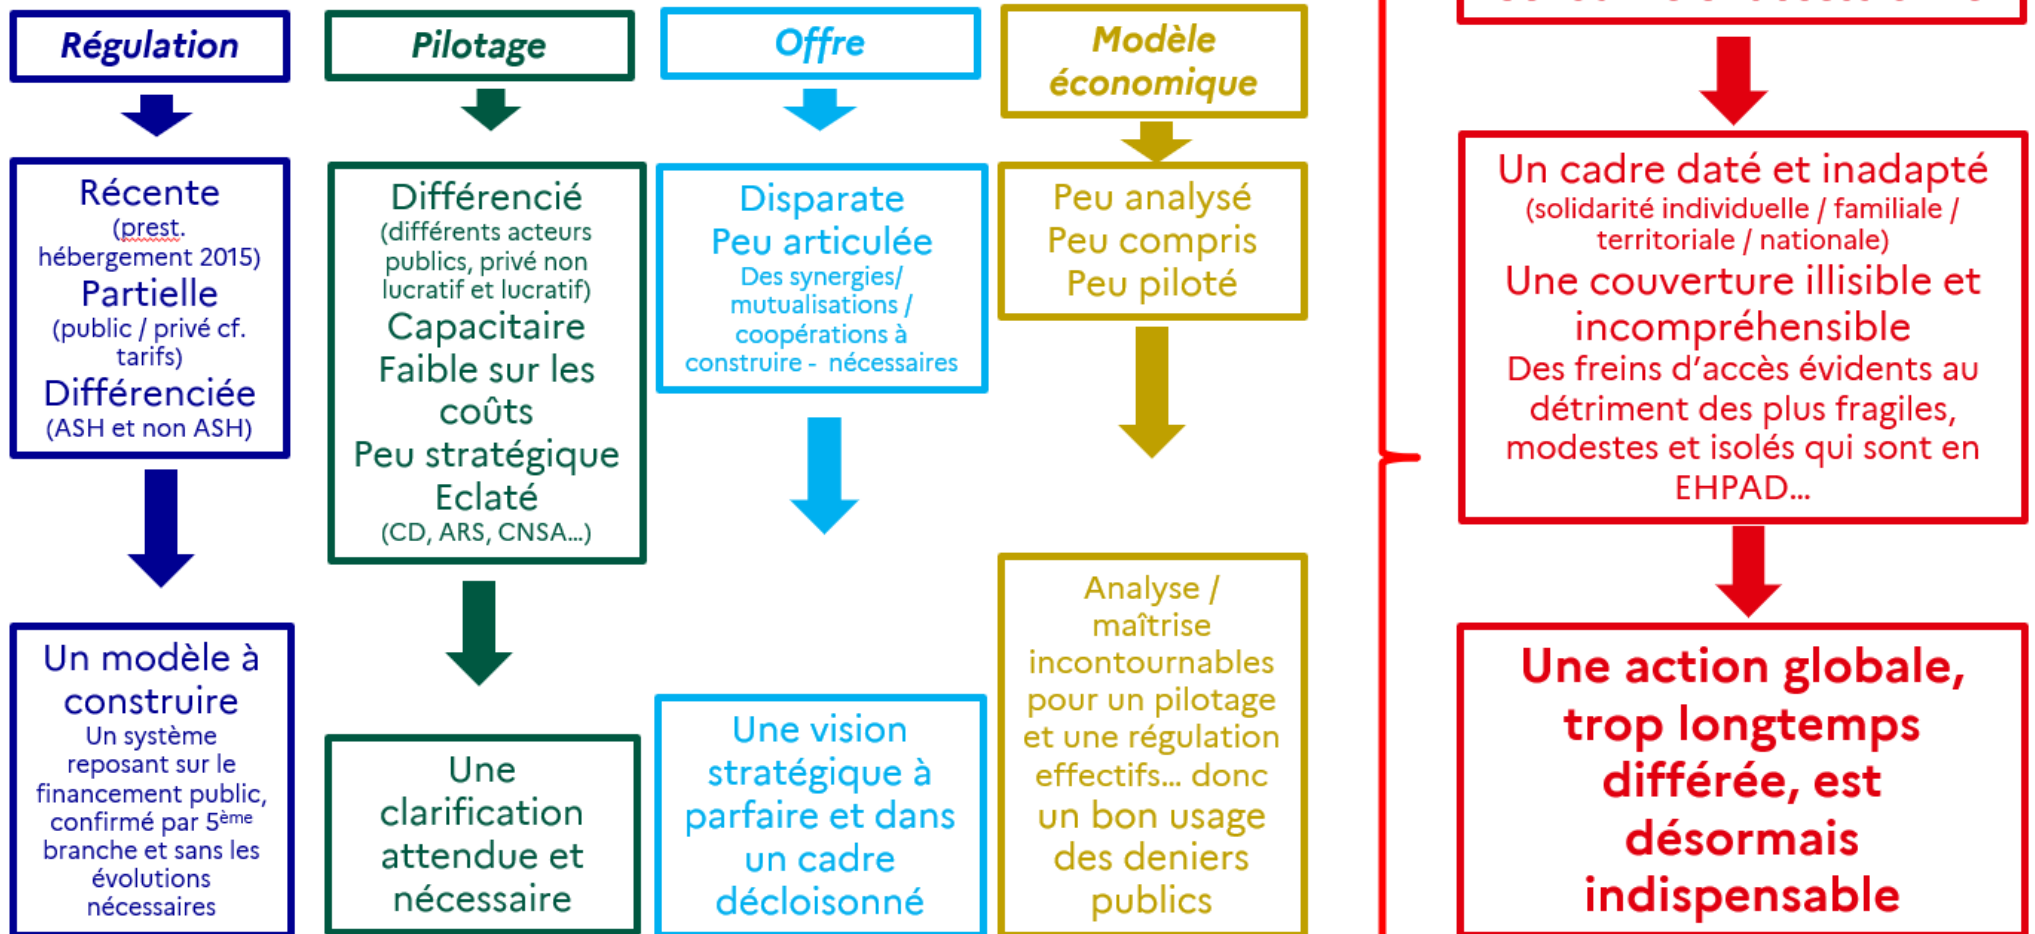 Régulation
Récente
(prest.
hébergement 2015)
Partielle
(public / privé cf.
tarifs)
Différenciée
(ASH et non ASH)
Un modèle à
construire
Un système
reposant sur le
financement public,
confirmé par 5ème
branche et sans les
évolutions
nécessaires
Pilotage
Différencié
(différents acteurs
publics, privé non
lucratif et lucratif)
Capacitaire
Faible sur les
coûts
Peu stratégique
Eclaté
(CD, ARS, CNSA…)
Une
clarification
attendue et
nécessaire
Offre
Disparate
Peu articulée
Des synergies/
mutualisations /
coopérations à
construire - nécessaires
Une vision
stratégique à
parfaire et dans
un cadre
décloisonné
Modèle
économique
Peu analysé
Peu compris
Peu piloté
Analyse /
maîtrise
incontournables
pour un pilotage
et une régulation
effectifs… donc
un bon usage
des deniers
publics
Un cadre daté et inadapté
(solidarité individuelle / familiale /
territoriale / nationale)
Une couverture illisible et
incompréhensible
Des freins d’accès évidents au
détriment des plus fragiles,
modestes et isolés qui sont en
EHPAD…
Une action globale,
trop longtemps
différée, est
désormais
indispensable